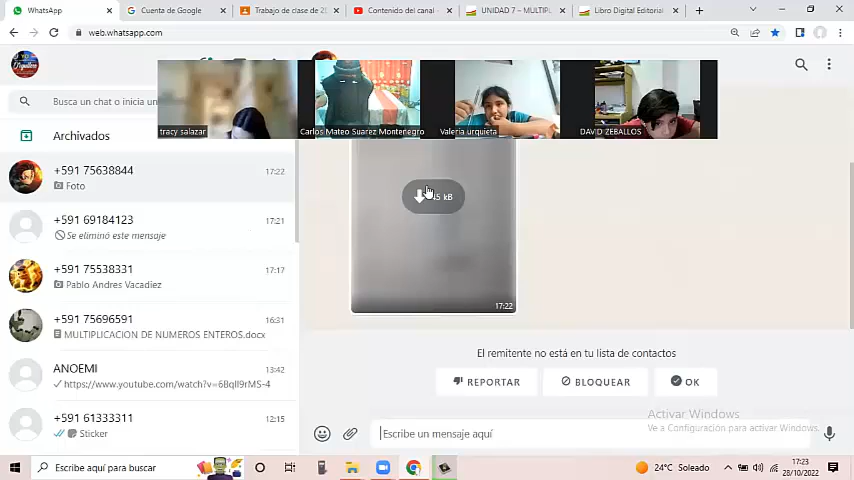 WhatsApp
Cuenta de Google
Trabajo de clase de 2
Contenido del canal
UNIDAD 7 – MULTIPL
Libro Digital Editorial
web.whatsapp.com
Busca un chat o inicia un
tracy salazar
Carlos Mateo Suarez Montenegro
Valeria urquieta
DAVID ZEBALLOS
Archivados
+591 75638844
17:22
Foto
+591 69184123
17:21
Se eliminó este mensaje
+591 75538331
17:17
Pablo Andres Vacadiez
+591 75696591
16:31
MULTIPLICACION DE NUMEROS ENTEROS.docx
ANOEMI
13:42
https://www.youtube.com/watch?v=6Bqll9rMS-4
+591 61333311
12:15
Sticker
kB
17:22
El remitente no está en tu lista de contactos
REPORTAR
BLOQUEAR
OK
Escribe un mensaje aquí
Activar Windows
Ve a Configuración para activar Windows.
Escribe aquí para buscar
24°C Soleado
17:23
28/10/2022